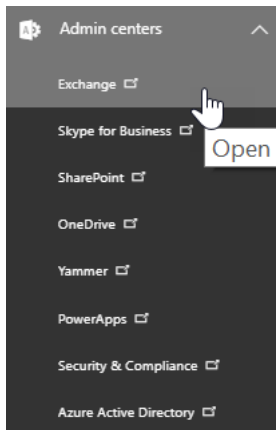 Admin centers
Exchange
Open
Skype for Business
SharePoint
OneDrive
Yammer
PowerApps
Security & Compliance
Azure Active Directory